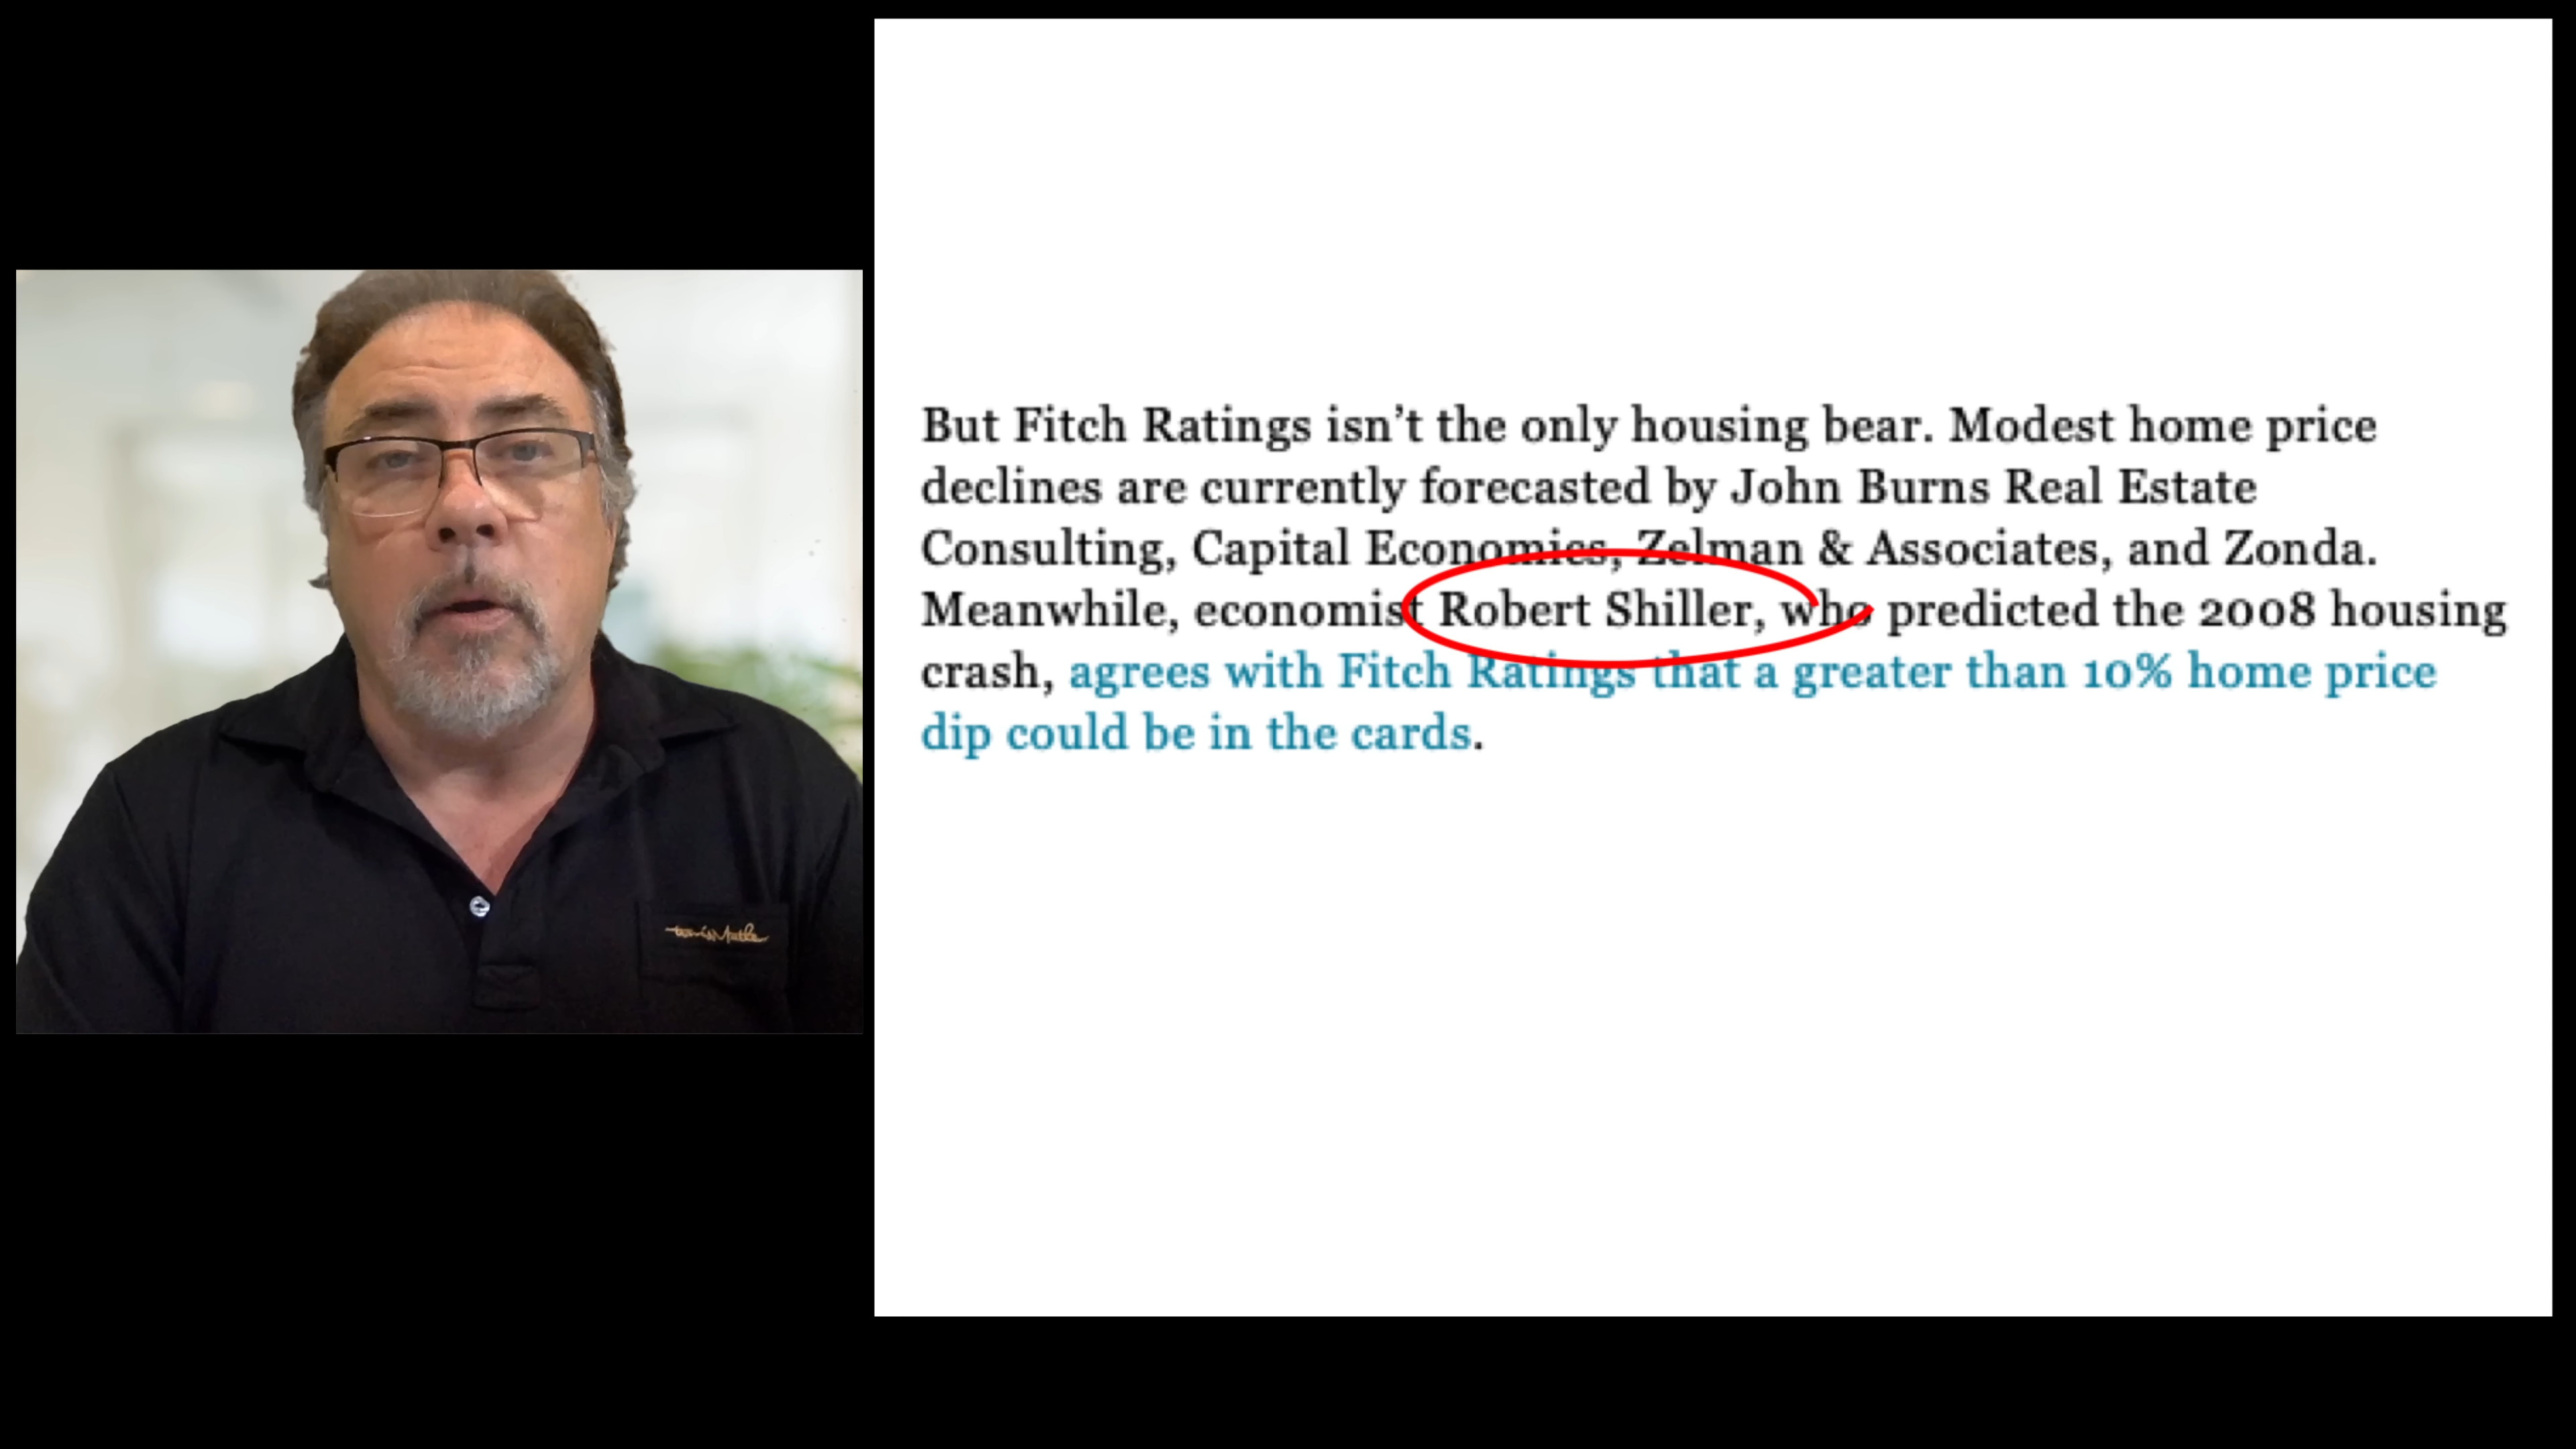 But Fitch Ratings isn’t the only housing bear. Modest home price
declines are currently forecasted by John Burns Real Estate
Consulting, Capital Economics, Zelman & Associates, and Zonda.
Meanwhile, economist Robert Shiller, who predicted the 2008 housing
crash, agrees with Fitch Ratings that a greater than 10% home price
dip could be in the cards.